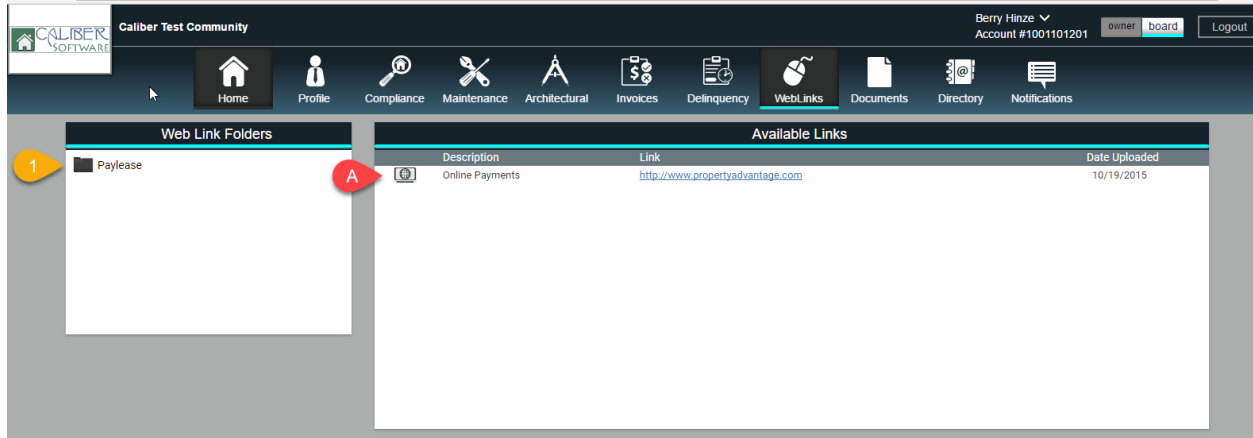 CALIBER
SOFTWARE
Caliber Test Community
Berry Hinze
Account #1001101201
owner board
Logout
Home Profile Compliance Maintenance Architectural Invoices Delinquency WebLinks Documents Directory Notifications
Web Link Folders
1 Paylease
Available Links
Description Link Date Uploaded
A Online Payments http://www.propertyadvantage.com 10/19/2015